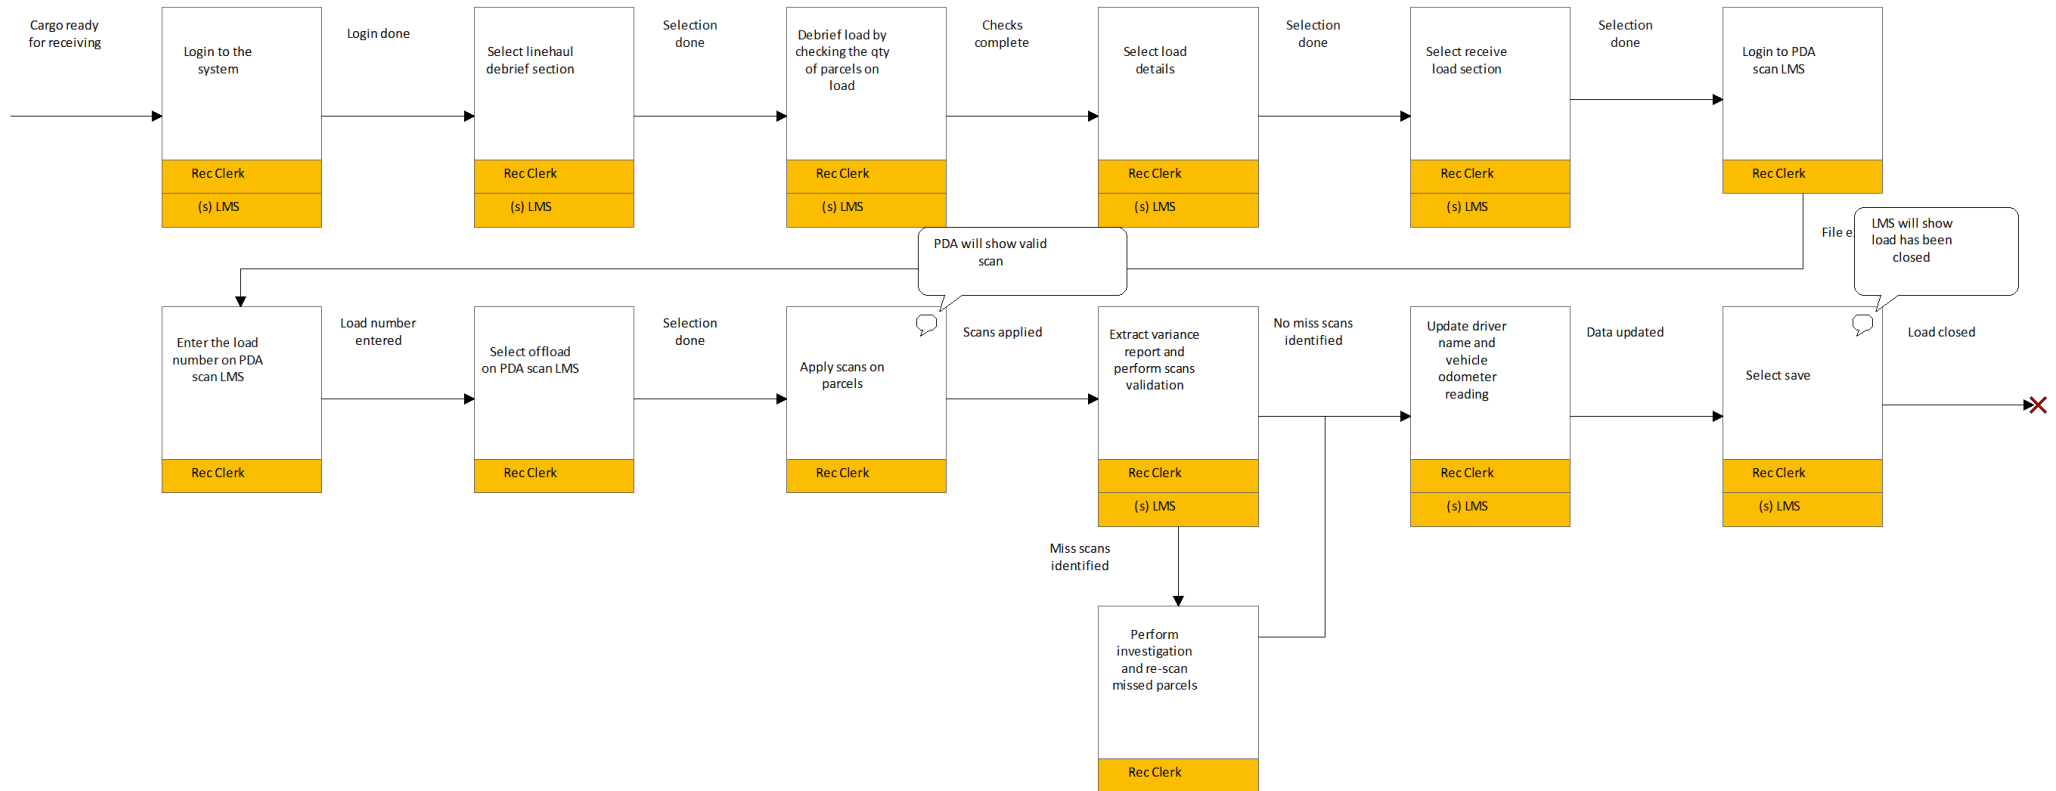 Cargo ready
for receiving
Login to the
system
Rec Clerk
(s) LMS
Login done
Select linehaul
debrief section
Rec Clerk
(s) LMS
Selection
done
Debrief load by
checking the qty
of parcels on
load
Rec Clerk
(s) LMS
Checks
complete
Select load
details
Rec Clerk
(s) LMS
Selection
done
Select receive
load section
Rec Clerk
(s) LMS
Selection
done
Login to PDA
scan LMS
Rec Clerk
File e
LMS will show
load has been
closed
PDA will show valid
scan
Enter the load
number on PDA
scan LMS
Rec Clerk
Load number
entered
Select offload
on PDA scan LMS
Rec Clerk
Selection
done
Apply scans on
parcels
Rec Clerk
Scans applied
Extract variance
report and
perform scans
validation
Rec Clerk
(s) LMS
No miss scans
identified
Update driver
name and
vehicle
odometer
reading
Rec Clerk
(s) LMS
Data updated
Select save
Rec Clerk
(s) LMS
Load closed
Miss scans
identified
Perform
investigation
and re-scan
missed parcels
Rec Clerk